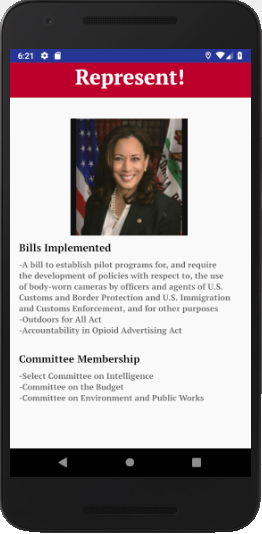 6:21
Represent!
Bills Implemented
-A bill to establish pilot programs for, and require
the development of policies with respect to, the use
of body-worn cameras by officers and agents of U.S.
Customs and Border Protection and U.S. Immigration
and Customs Enforcement, and for other purposes
-Outdoors for All Act
-Accountability in Opioid Advertising Act
Committee Membership
-Select Committee on Intelligence
-Committee on the Budget
-Committee on Environment and Public Works